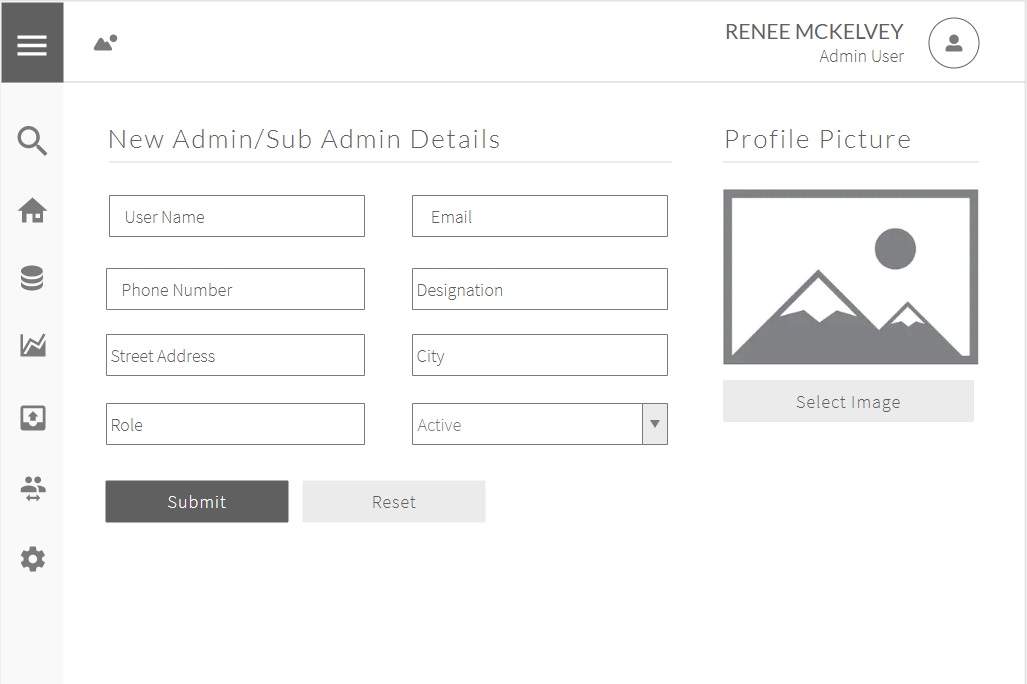 RENEE MCKELVEY
Admin User
New Admin/Sub Admin Details
Profile Picture
User Name
Email
Phone Number
Designation
Street Address
City
Select Image
Role
Active
Submit
Reset